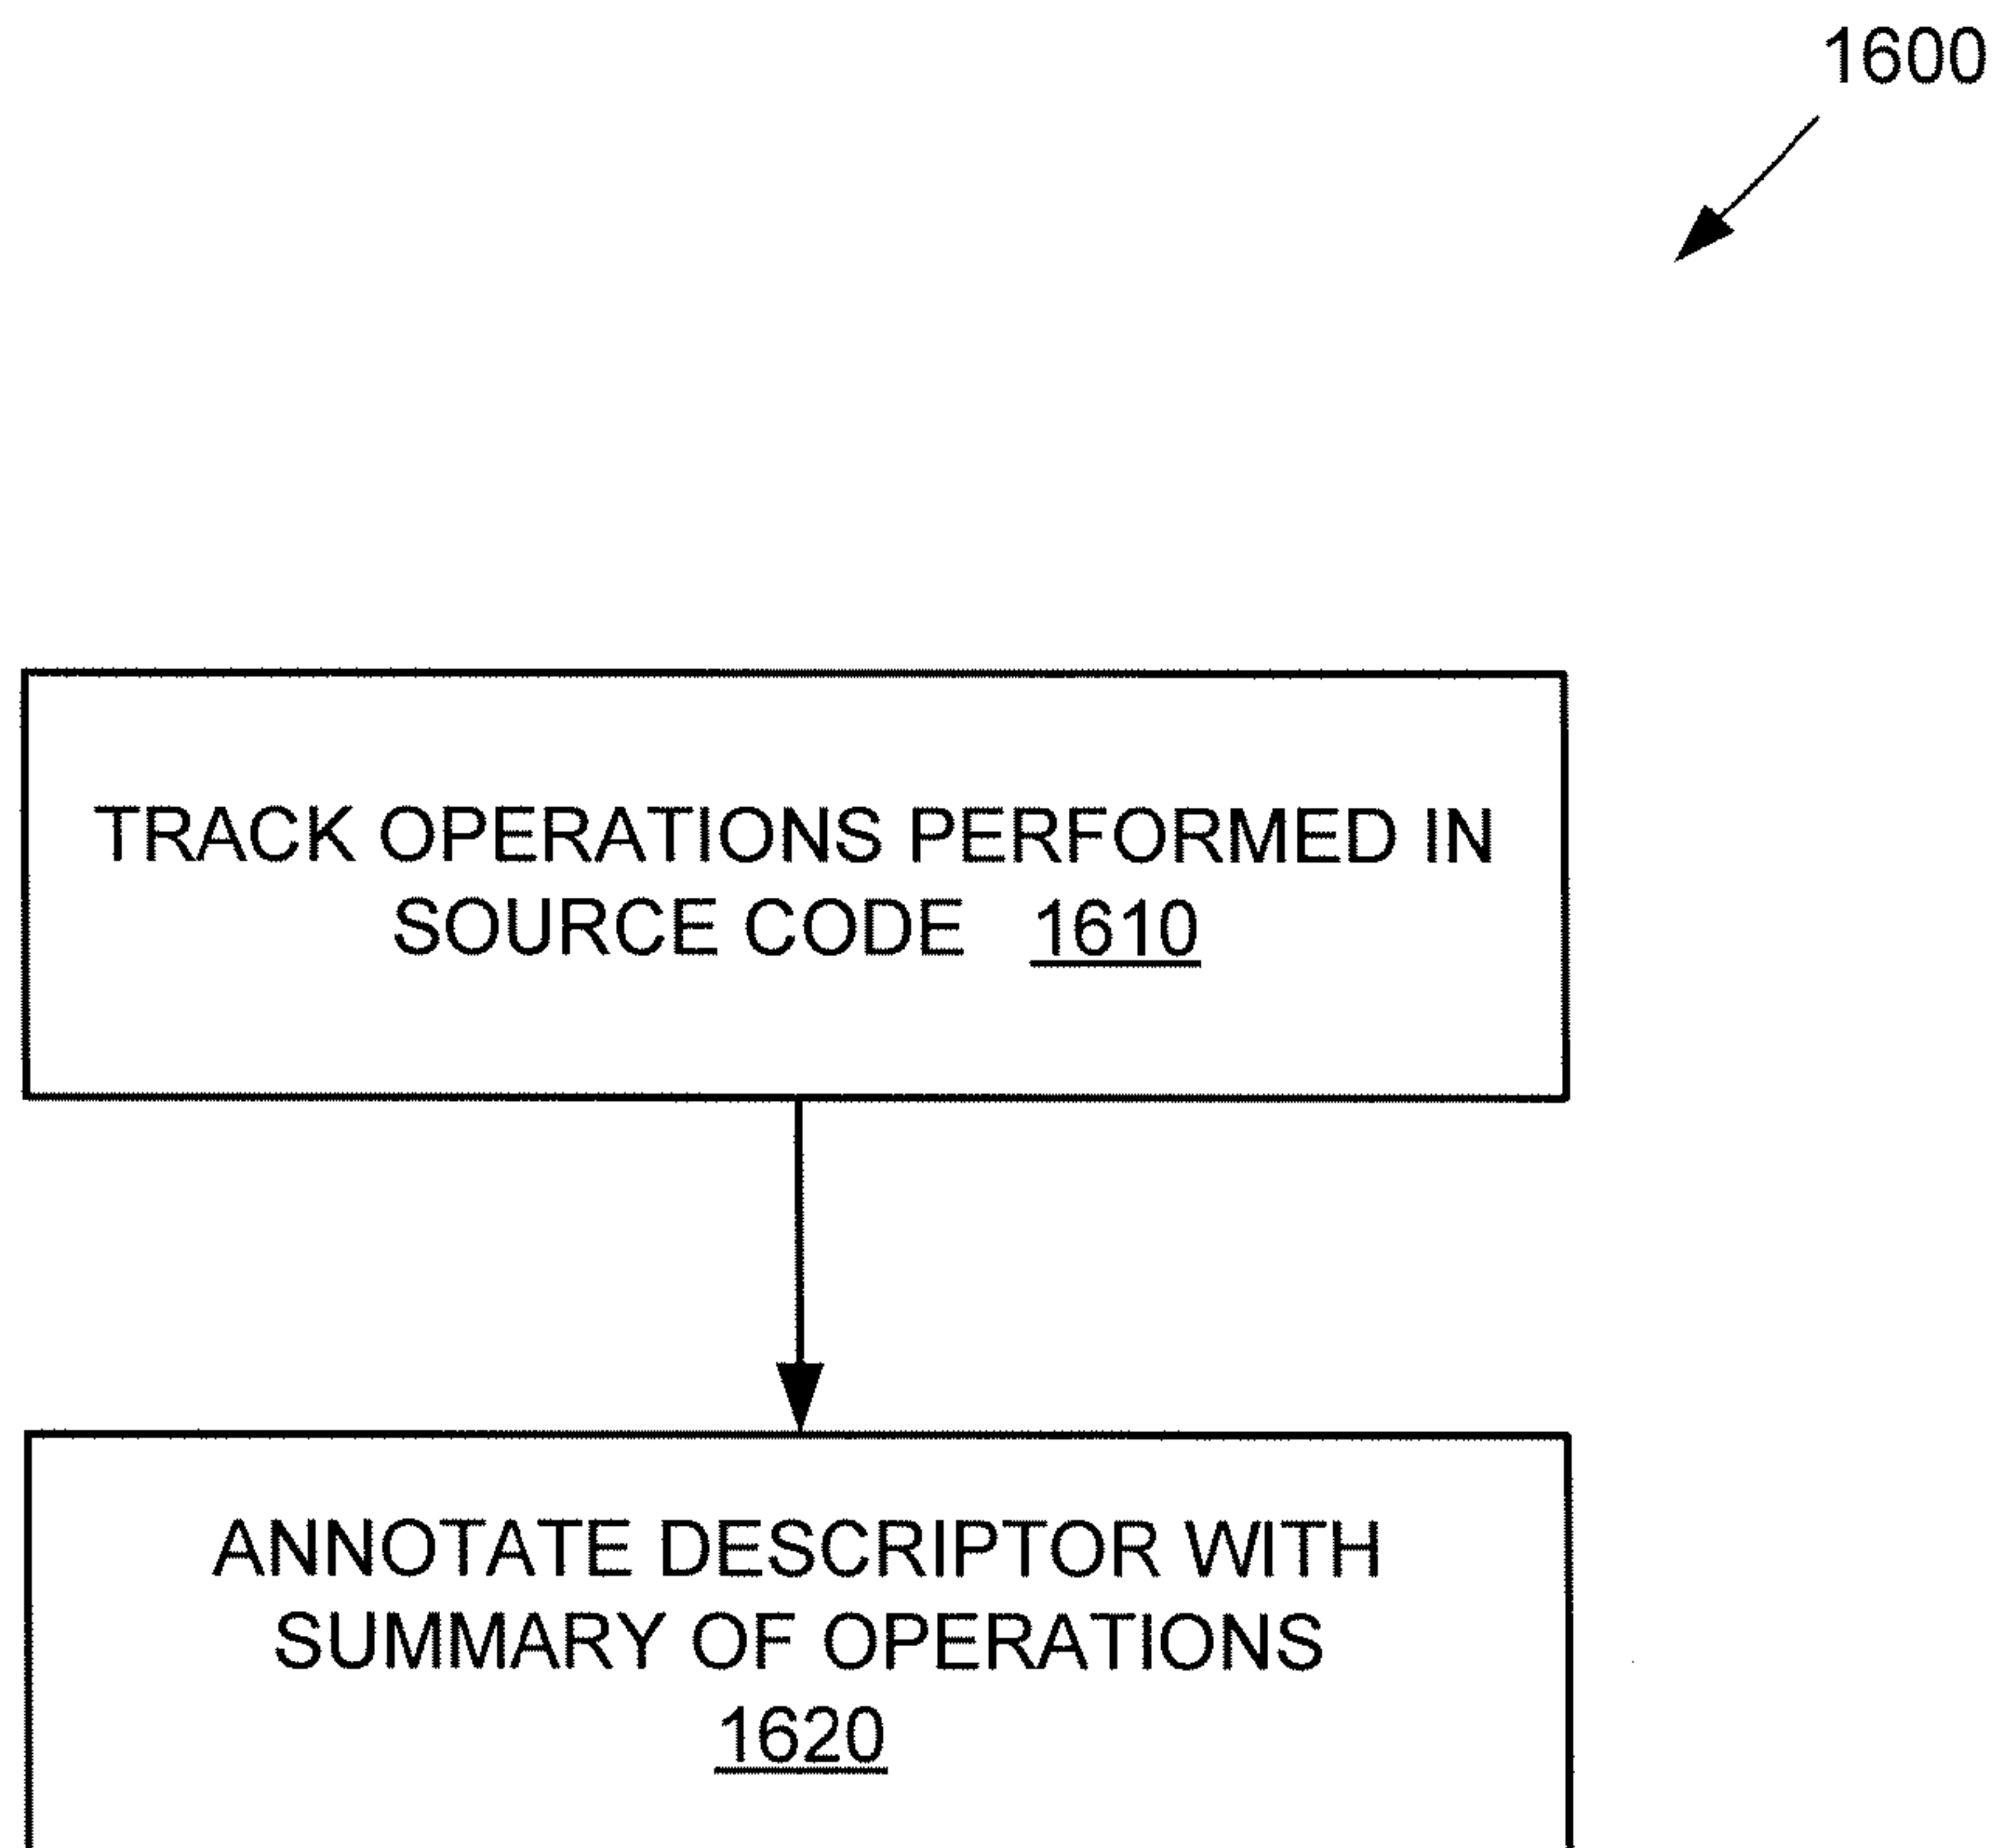 1600
TRACK OPERATIONS PERFORMED IN
SOURCE CODE 1610
ANNOTATE DESCRIPTOR WITH
SUMMARY OF OPERATIONS
1620